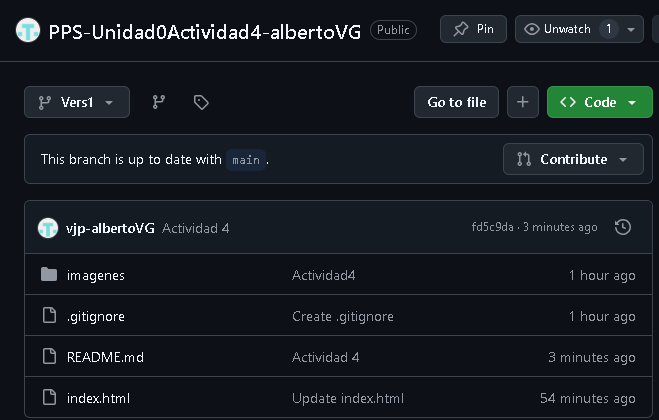 PPS-Unidad0Actividad4-albertoVG Public Pin Unwatch 1
Vers1 Go to file Code
This branch is up to date with main. Contribute
vjp-albertoVG Actividad 4 fd5c9da · 3 minutes ago
imagenes Actividad4 1 hour ago
.gitignore Create .gitignore 1 hour ago
README.md Actividad 4 3 minutes ago
index.html Update index.html 54 minutes ago